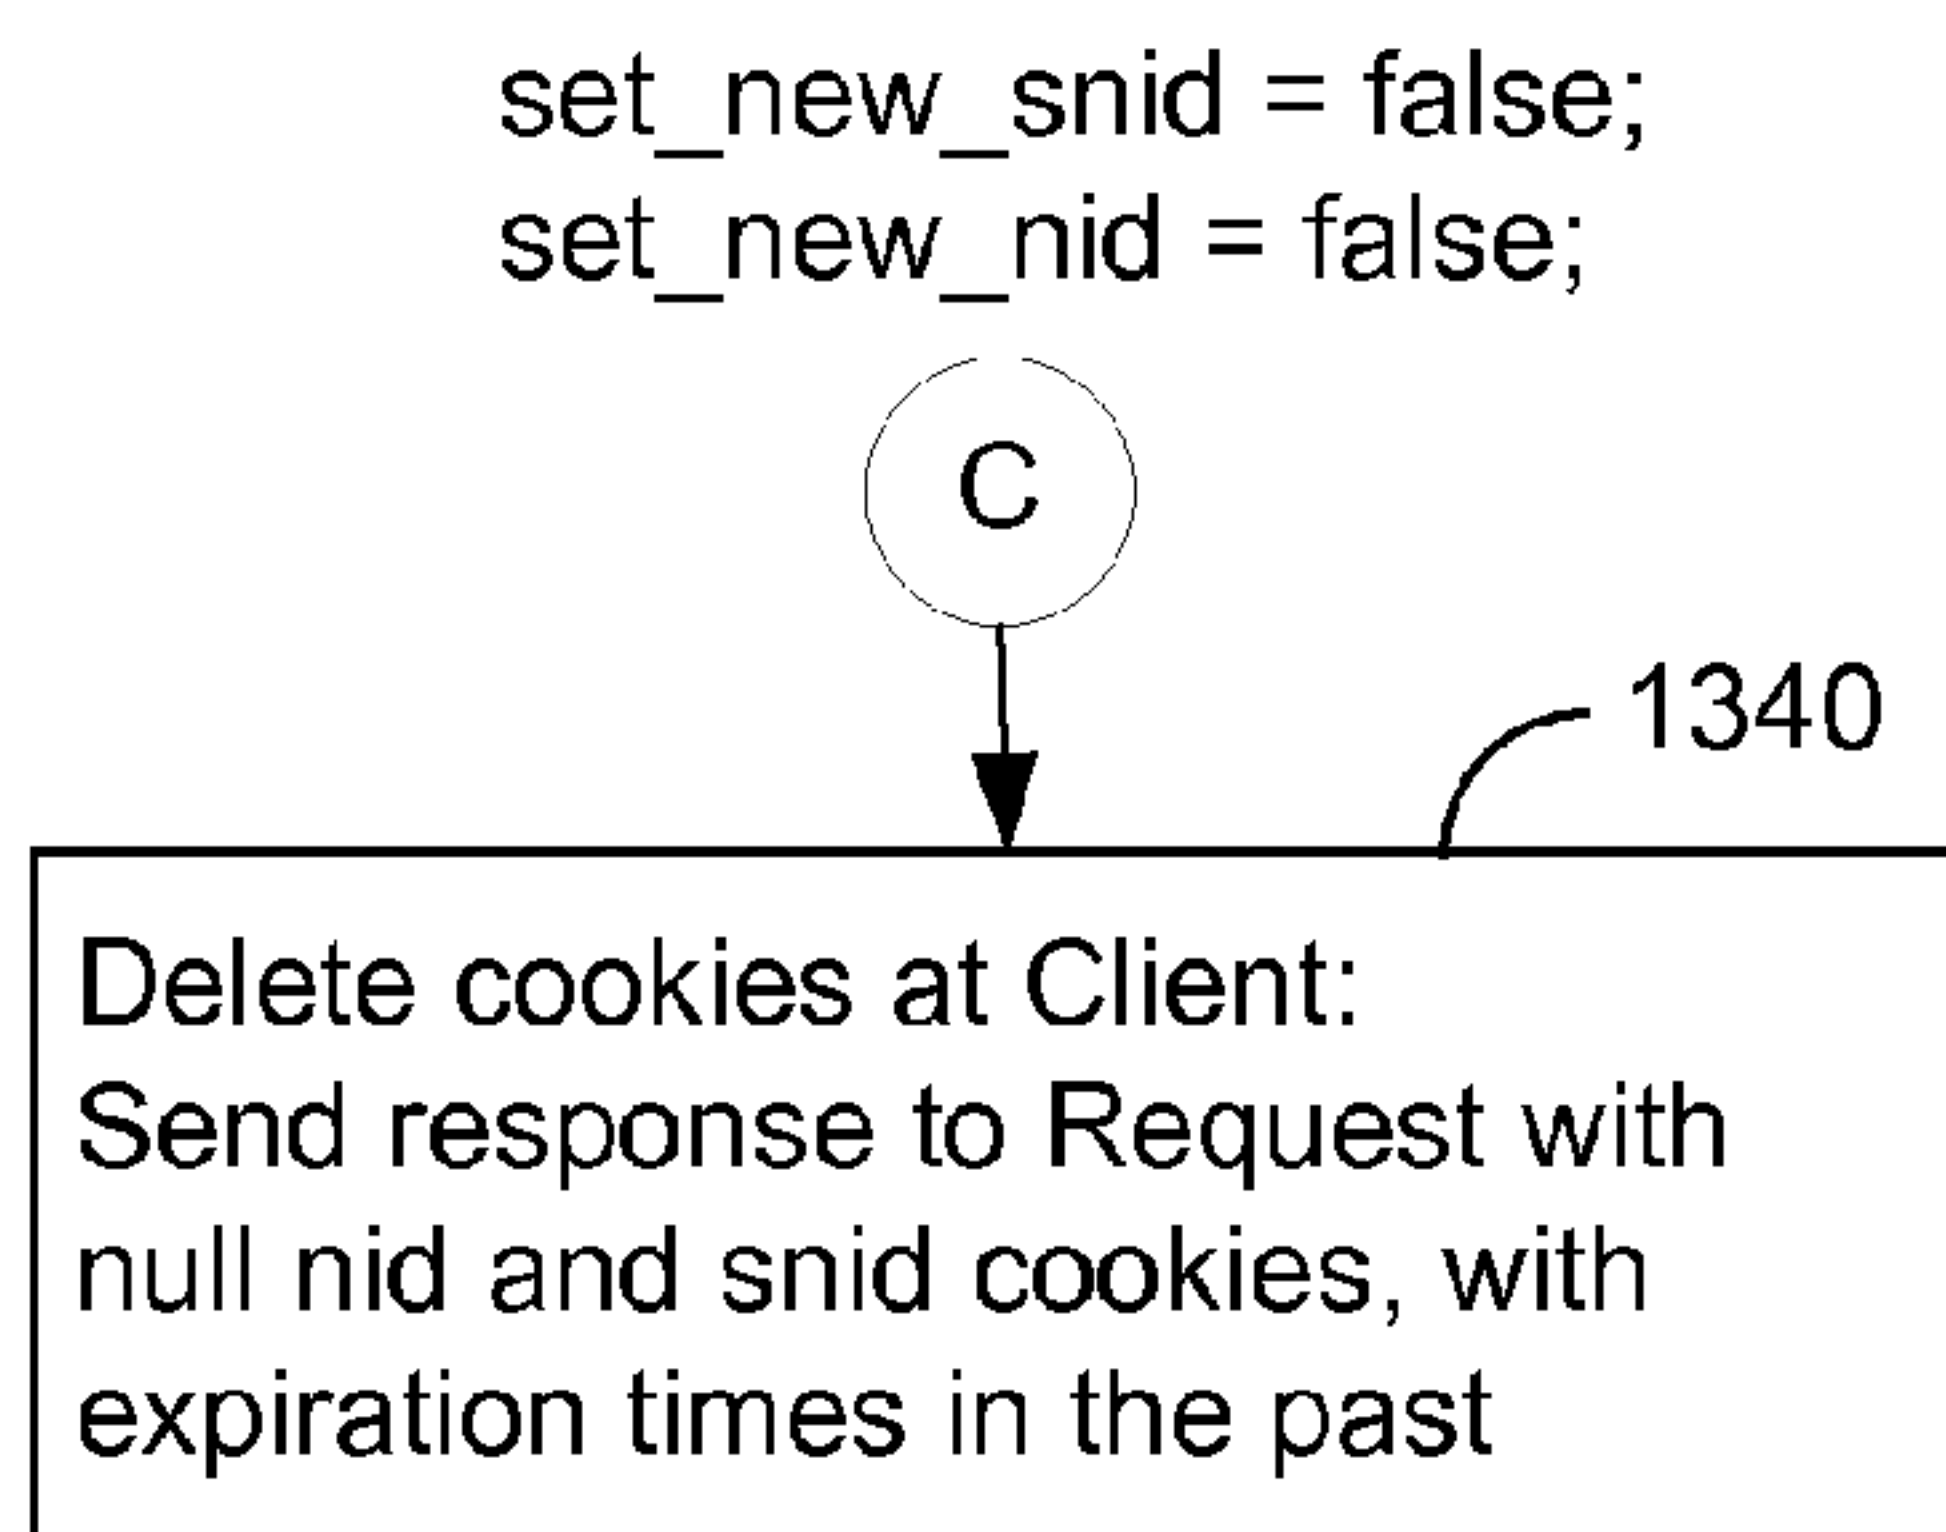 set_new_snid = false;
set_new_nid = false;
C
1340
Delete cookies at Client:
Send response to Request with
null nid and snid cookies, with
expiration times in the past